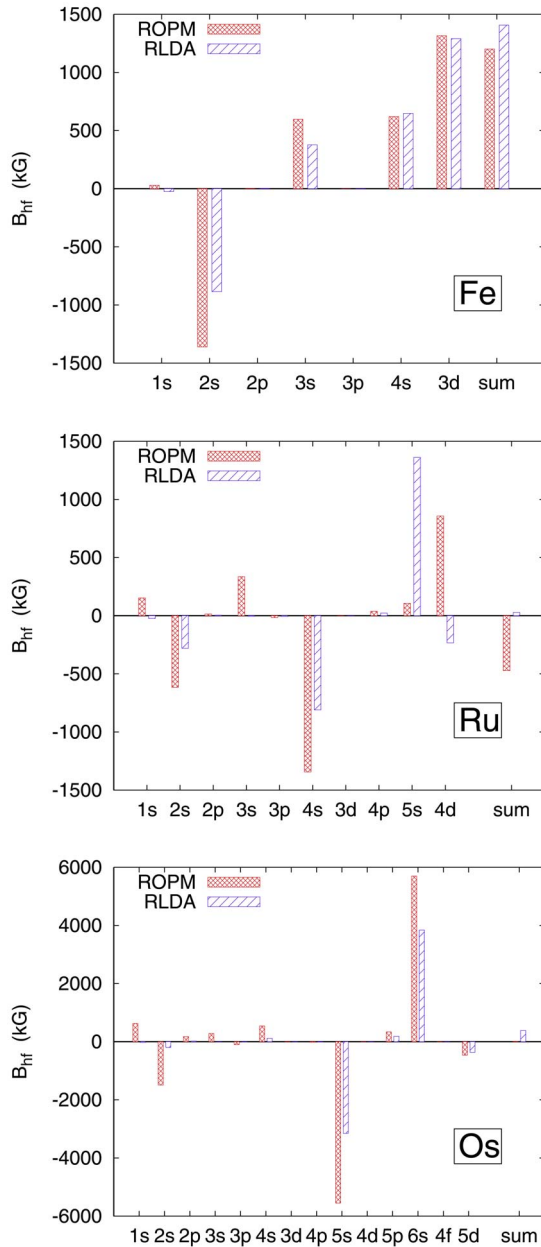 1500
ROPM
RLDA
1000
500
0
-500
-1000
-1500
B_hf (kG)
Fe
1s 2s 2p 3s 3p 4s 3d sum
1500
ROPM
RLDA
1000
500
0
-500
-1000
-1500
B_hf (kG)
Ru
1s 2s 2p 3s 3p 4s 3d 4p 5s 4d sum
6000
ROPM
RLDA
4000
2000
0
-2000
-4000
-6000
B_hf (kG)
Os
1s 2s 2p 3s 3p 4s 3d 4p 5s 4d 5p 6s 4f 5d sum